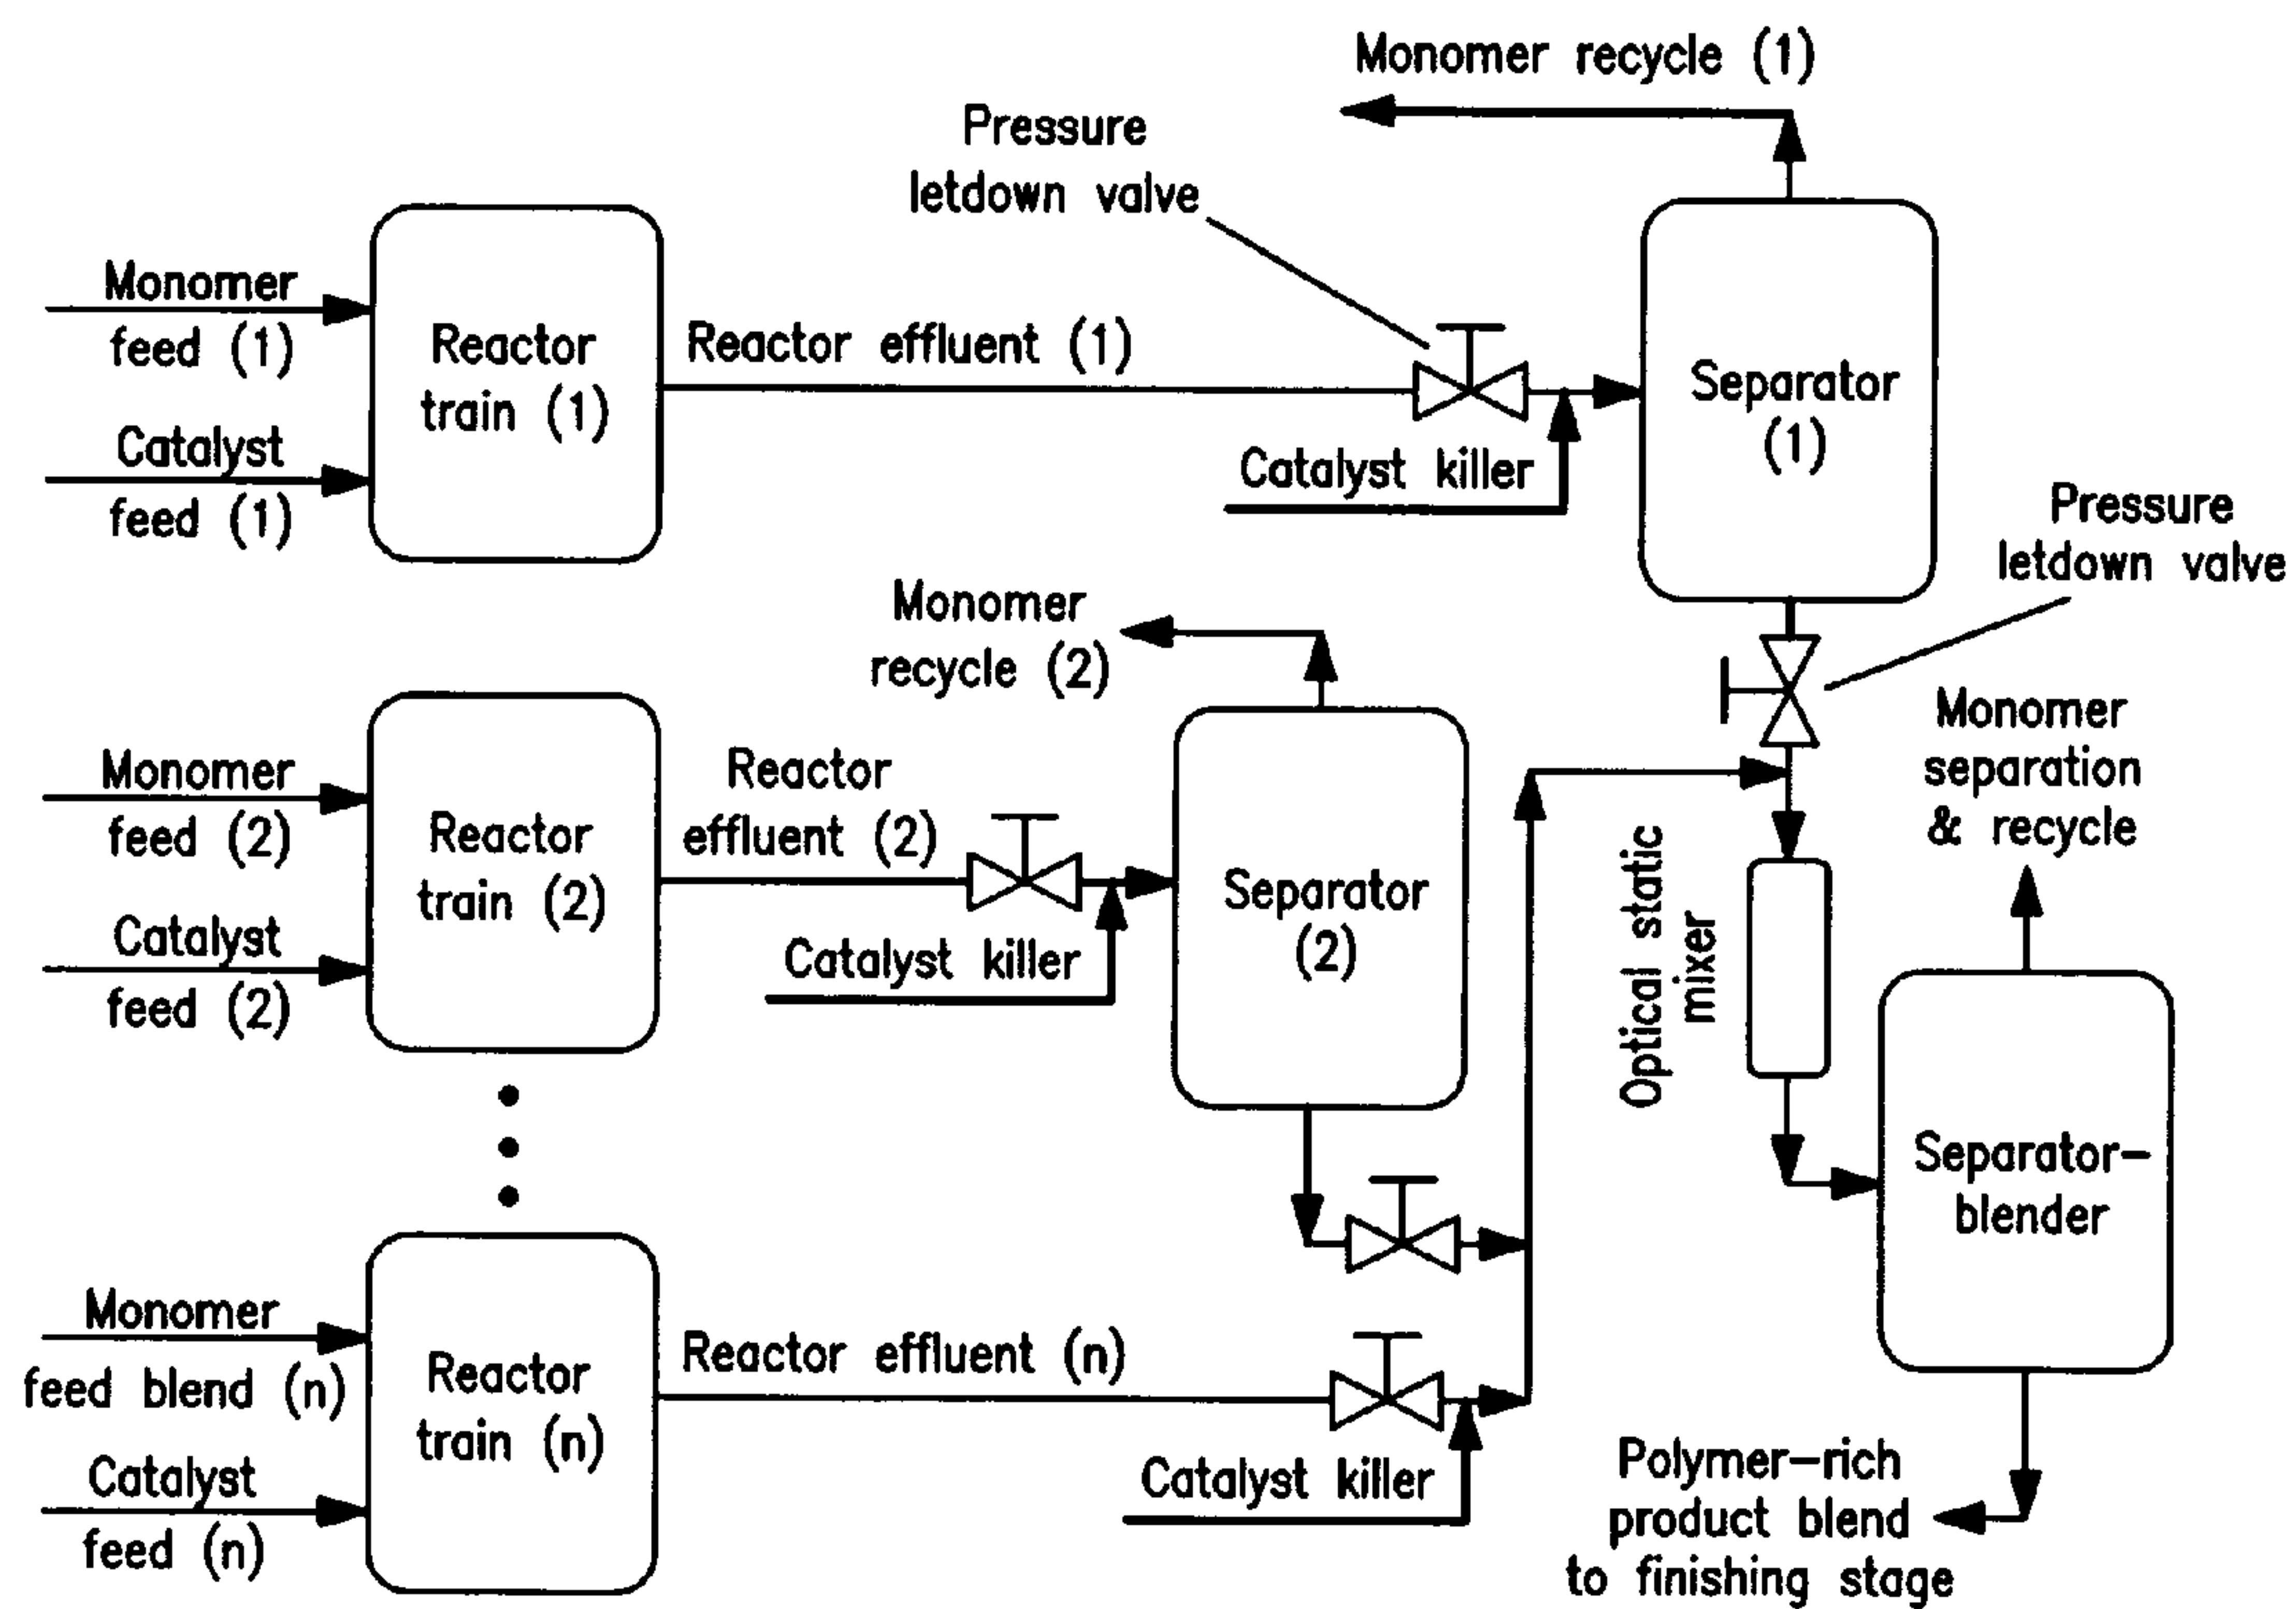 Monomer recycle (1)
Pressure
letdown valve
Monomer
feed (1)
Catalyst
feed (1)
Reactor
train (1)
Reactor effluent (1)
Catalyst killer
Separator
(1)
Pressure
letdown valve
Monomer
recycle (2)
Monomer
feed (2)
Catalyst
feed (2)
Reactor
train (2)
Reactor
effluent (2)
Catalyst killer
Separator
(2)
Optical static
mixer
Monomer
separation
& recycle
Separator-
blender
Monomer
feed blend (n)
Catalyst
feed (n)
Reactor
train (n)
Reactor effluent (n)
Catalyst killer
Polymer-rich
product blend
to finishing stage